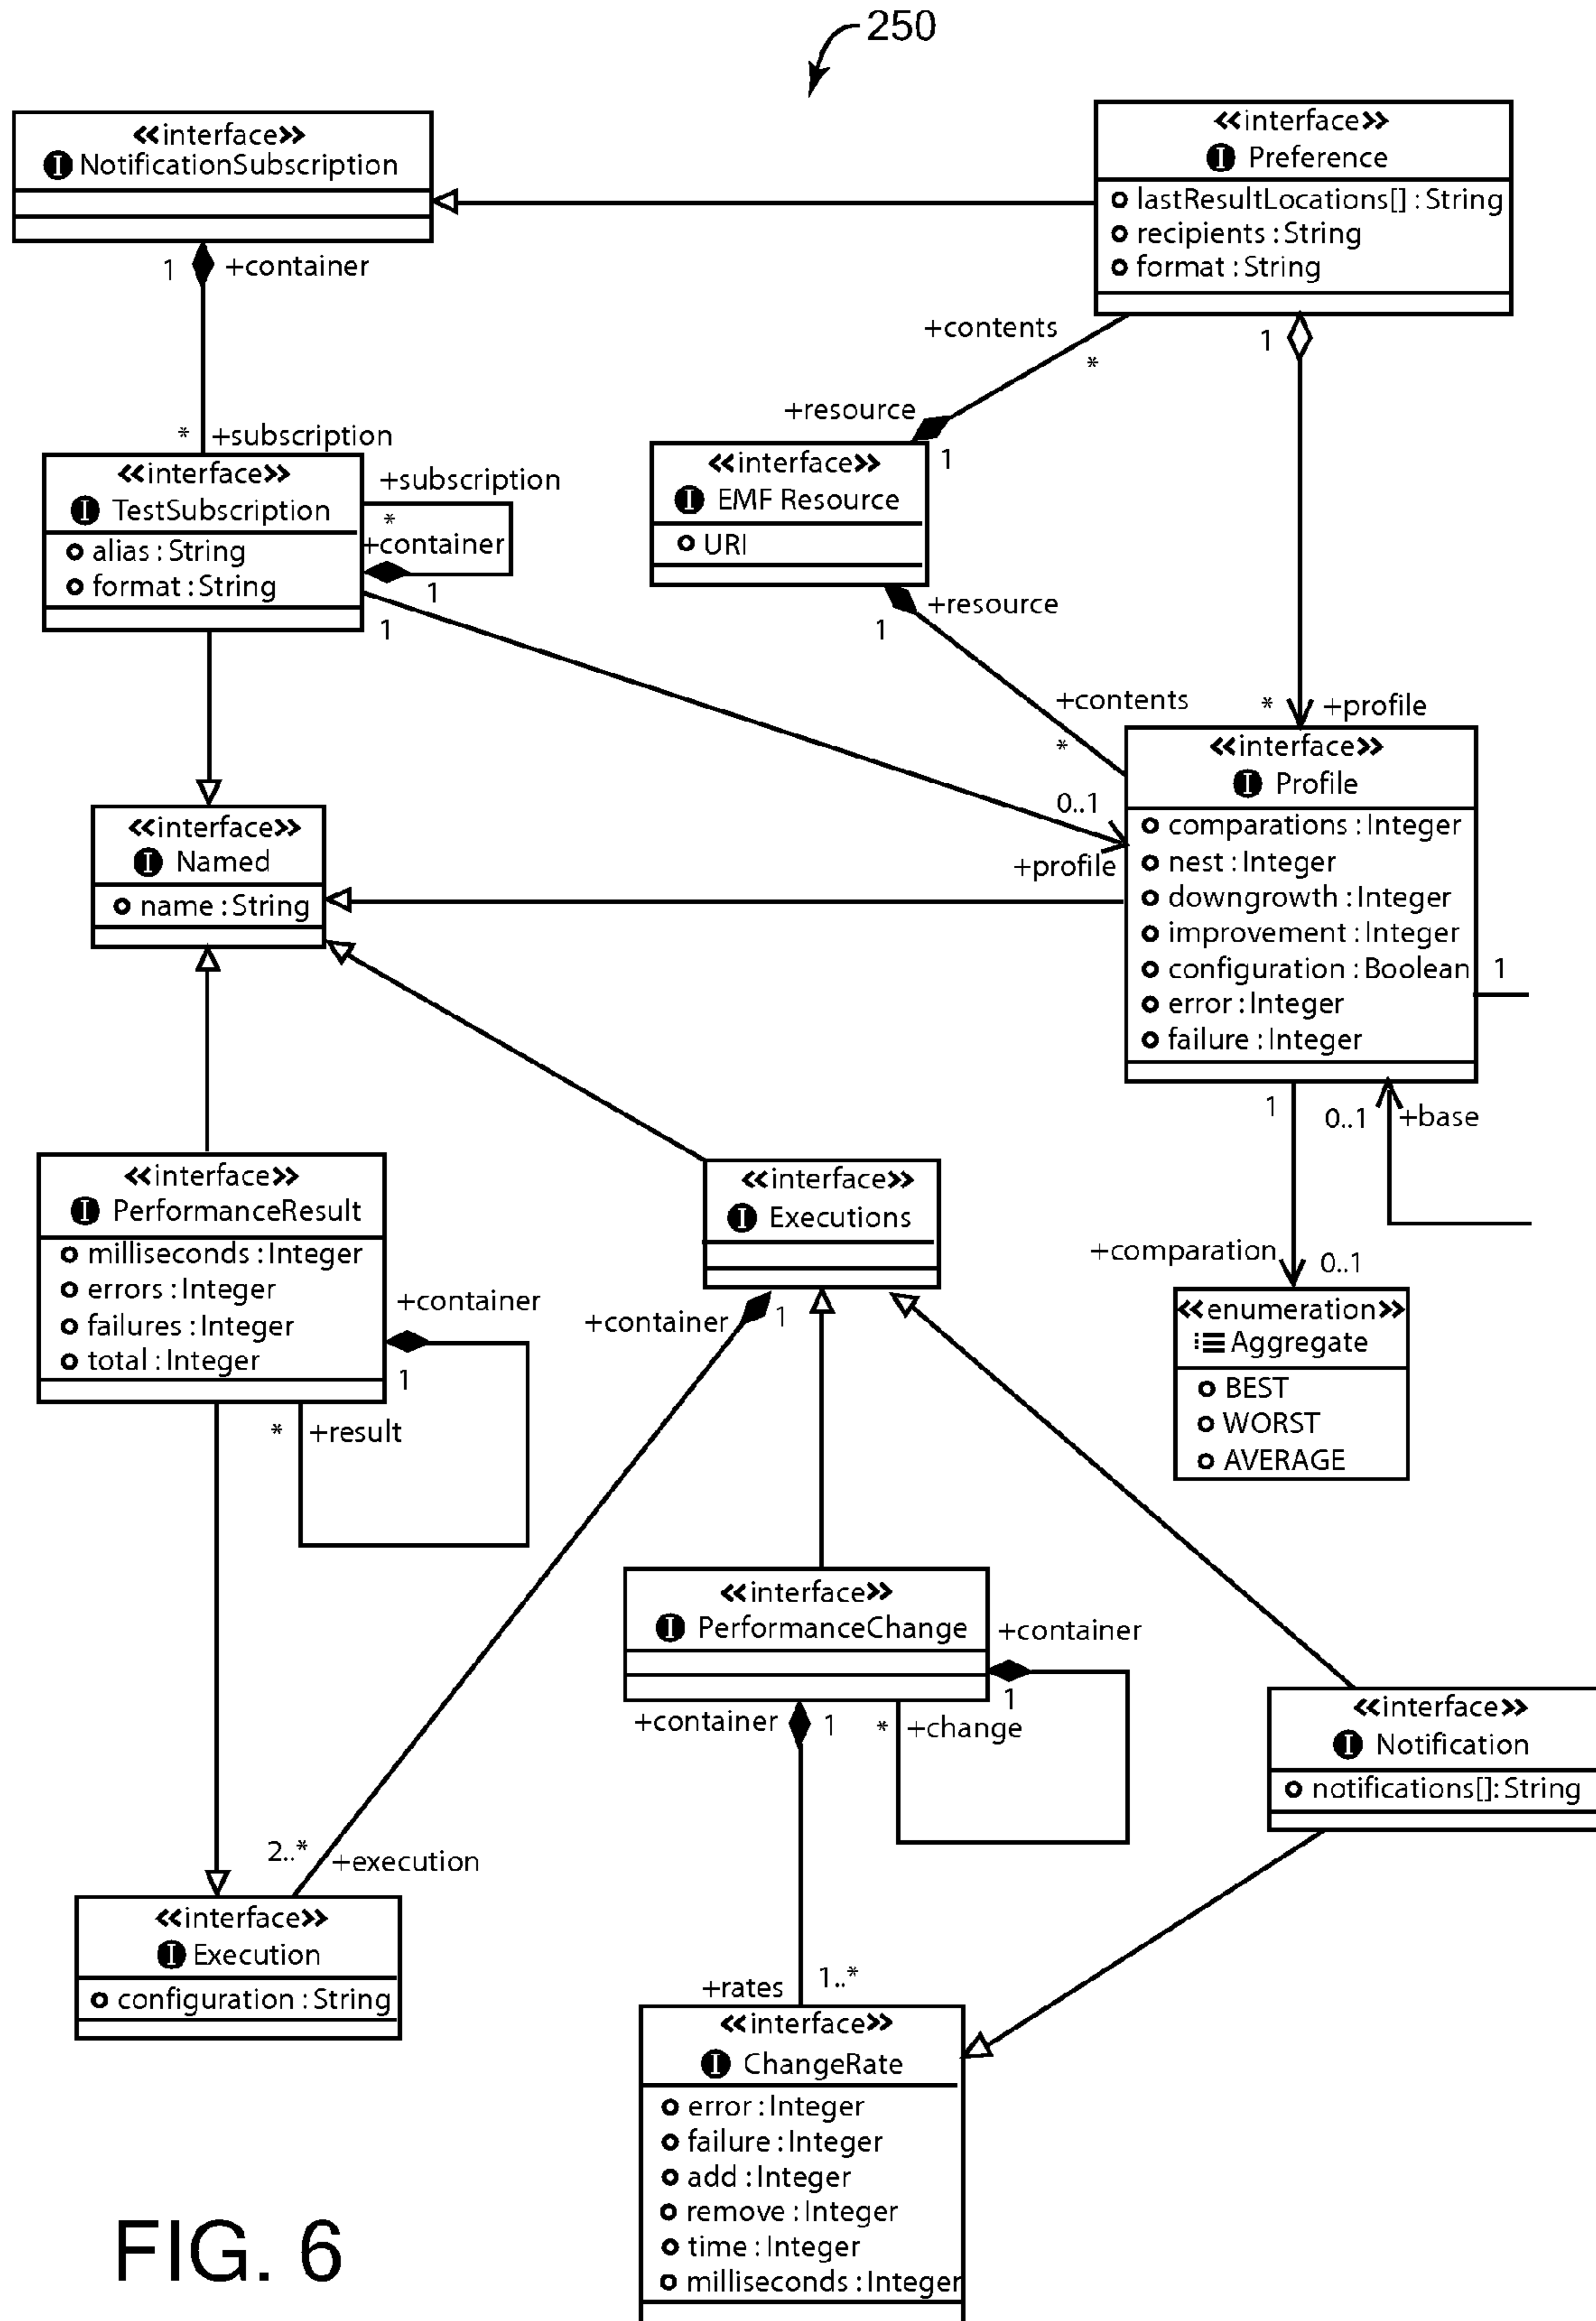 250
<<interface>>
I NotificationSubscription
1
+container
*
+subscription
<<interface>>
I Preference
lastResultLocations[] : String
recipients : String
format : String
+contents
*
1
+resource
1
<<interface>>
I EMF Resource
URI
+resource
1
+contents
*
<<interface>>
I TestSubscription
alias : String
format : String
+subscription
*
+container
1
1
* +profile
0..1
+profile
<<interface>>
I Profile
comparations : Integer
nest : Integer
downgrowth : Integer
improvement : Integer
configuration : Boolean
error : Integer
failure : Integer
1
1
0..1
+base
<<interface>>
I Named
name : String
<<interface>>
I PerformanceResult
milliseconds : Integer
errors : Integer
failures : Integer
total : Integer
+container
1
*
+result
<<interface>>
I Executions
+container
1
+comparation
0..1
<<enumeration>>
Aggregate
BEST
WORST
AVERAGE
<<interface>>
I PerformanceChange
+container
1
+container
1
*
+change
<<interface>>
I Notification
notifications[]: String
2..*
+execution
<<interface>>
I Execution
configuration : String
+rates
1..*
<<interface>>
I ChangeRate
error : Integer
failure : Integer
add : Integer
remove : Integer
time : Integer
milliseconds : Integer
FIG. 6